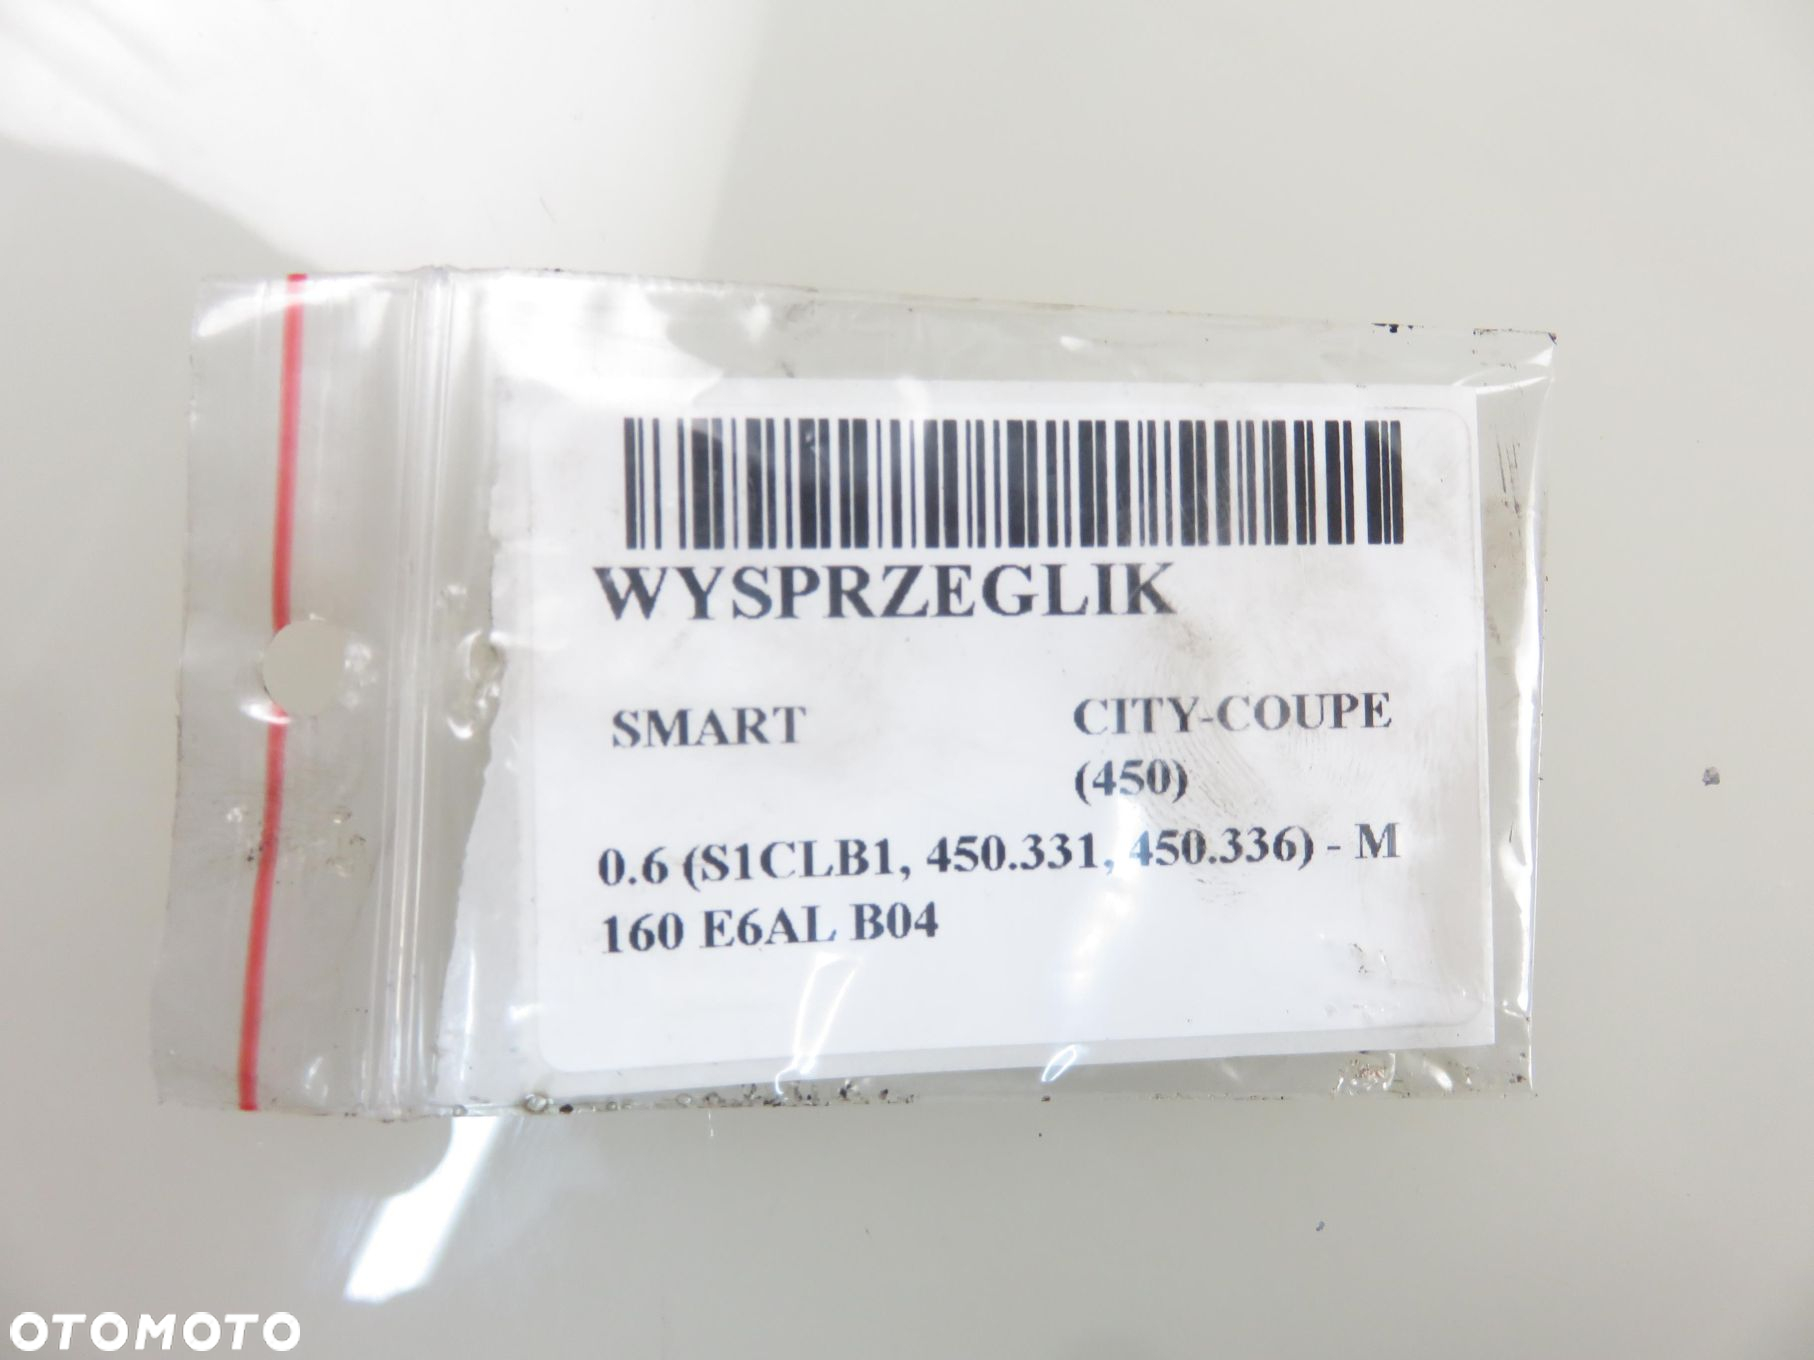 WYSPRZEGLIK
SMART CITY-COUPE
(450)
0.6 (S1CLB1, 450.331, 450.336) - M
160 E6AL B04
OTOMOTO